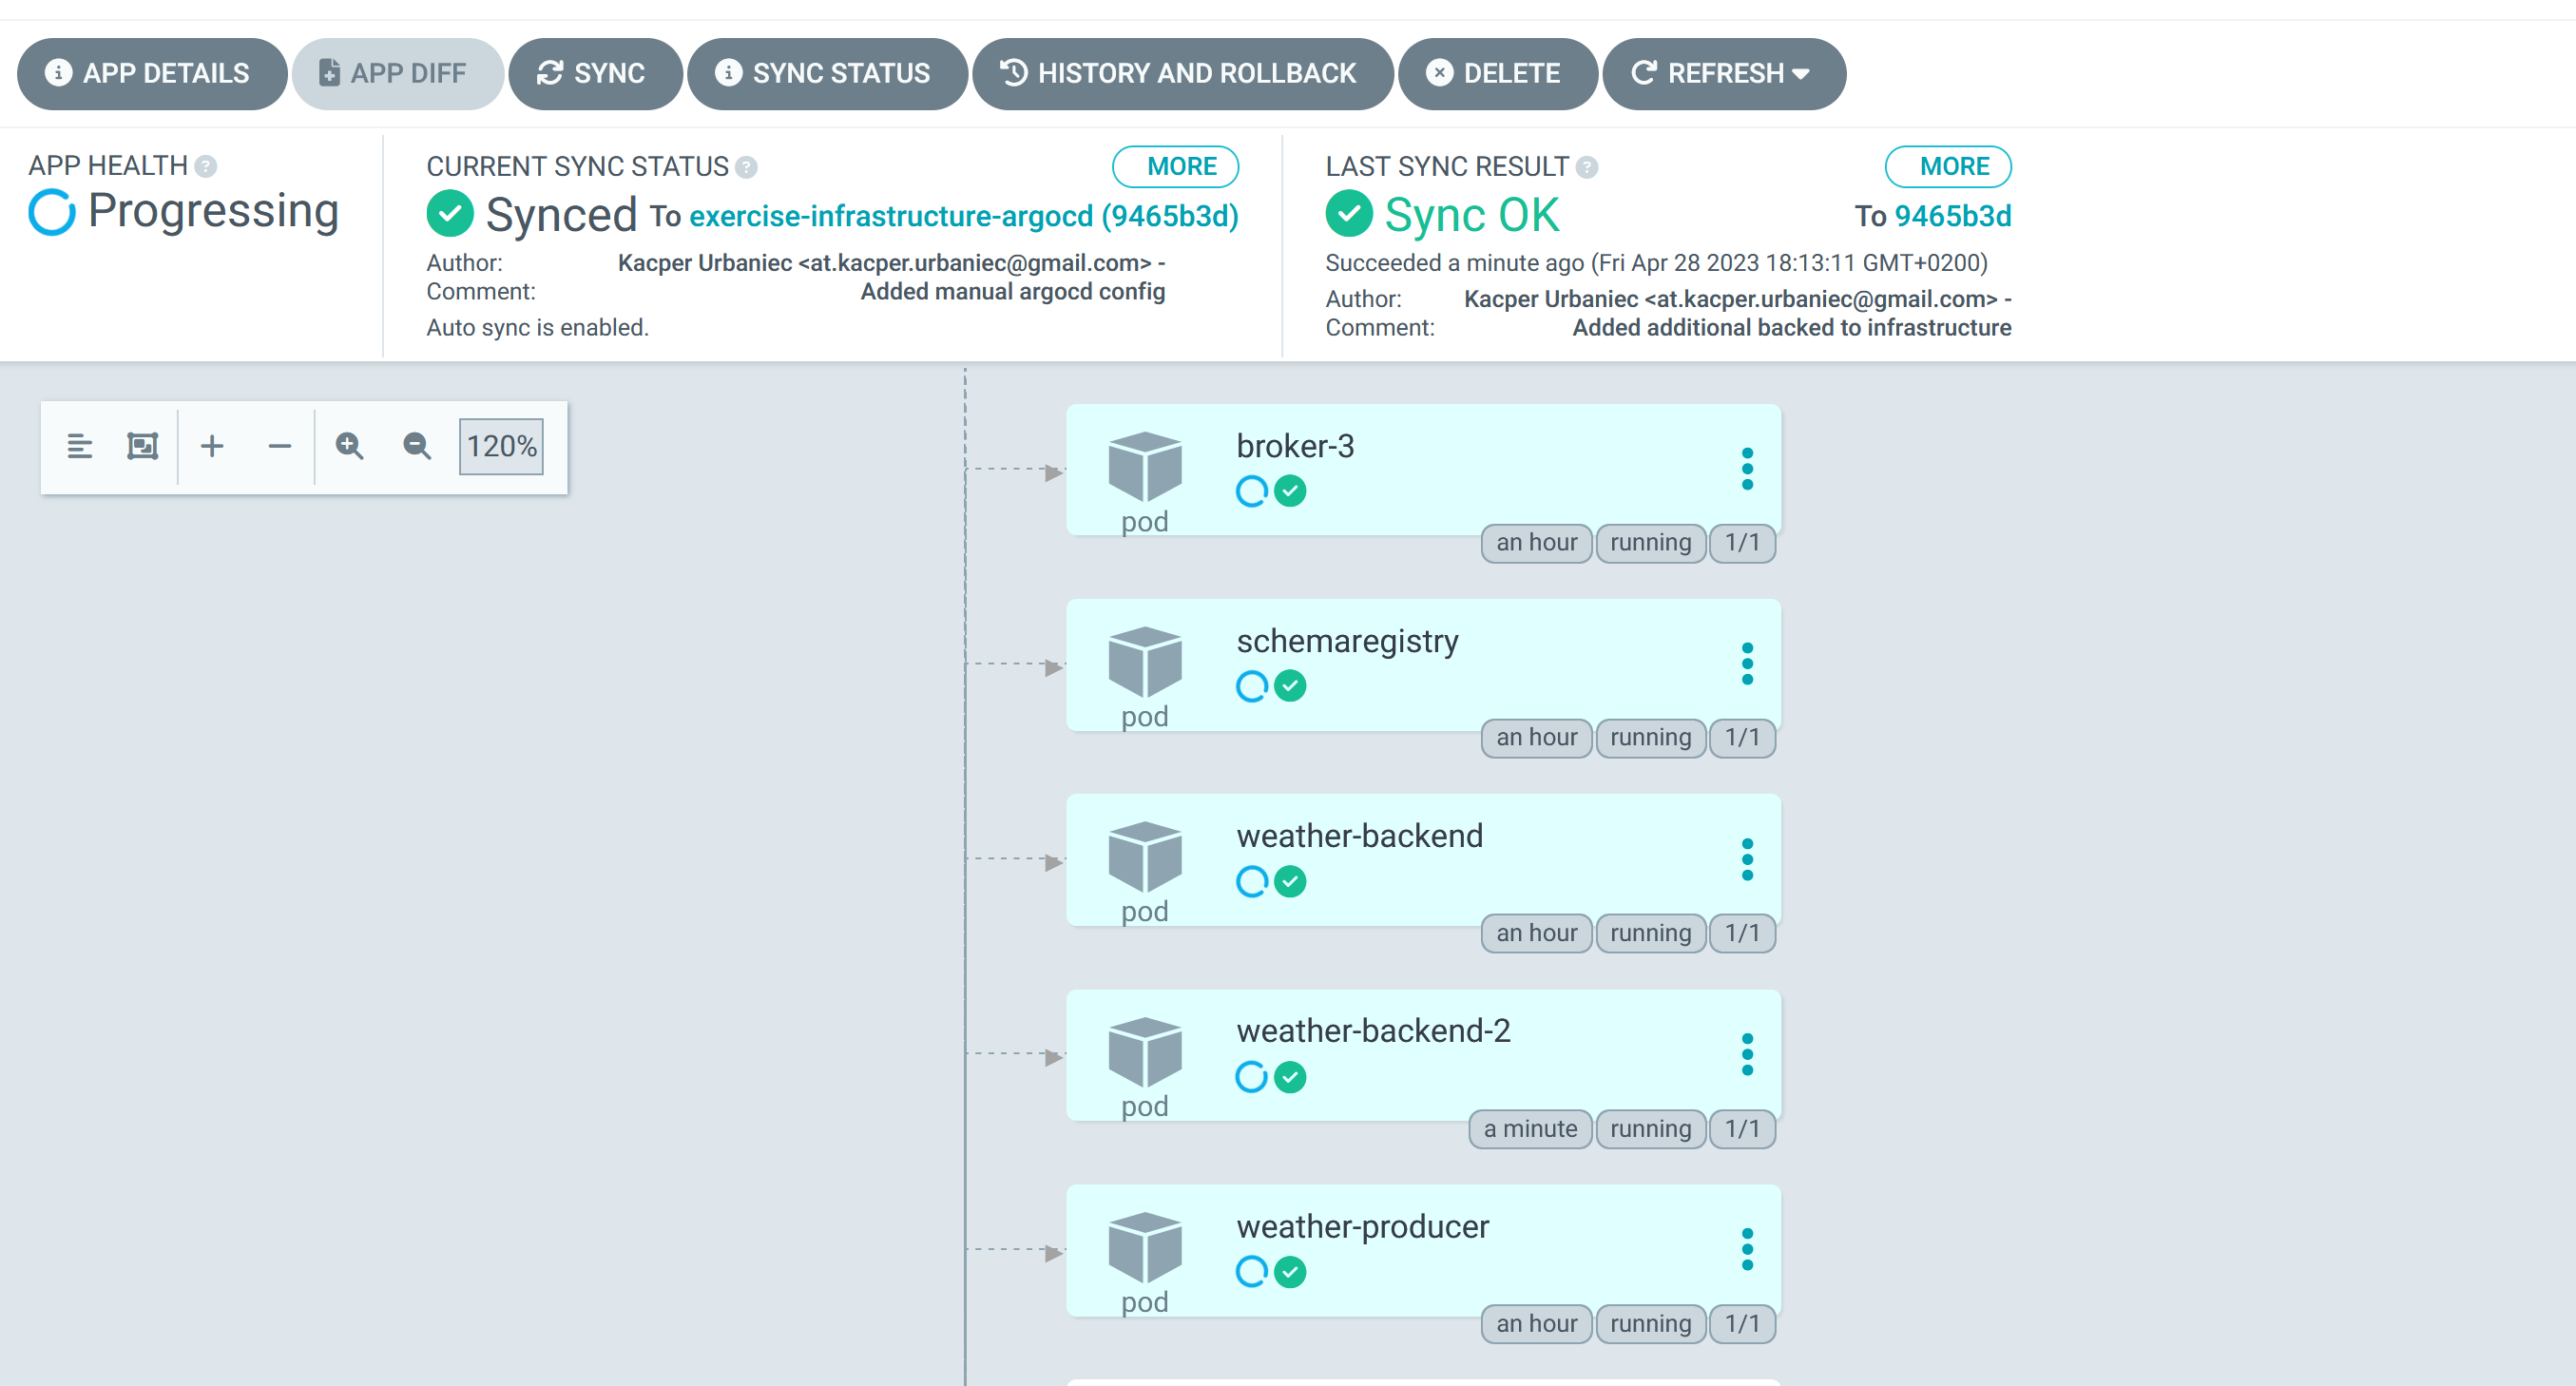 APP DETAILS APP DIFF SYNC SYNC STATUS HISTORY AND ROLLBACK DELETE REFRESH
APP HEALTH ?
Progressing
CURRENT SYNC STATUS ? MORE
Synced To exercise-infrastructure-argocd (9465b3d)
Author: Kacper Urbaniec <at.kacper.urbaniec@gmail.com> -
Comment: Added manual argocd config
Auto sync is enabled.
LAST SYNC RESULT ? MORE
Sync OK To 9465b3d
Succeeded a minute ago (Fri Apr 28 2023 18:13:11 GMT+0200)
Author: Kacper Urbaniec <at.kacper.urbaniec@gmail.com> -
Comment: Added additional backed to infrastructure
120%
broker-3
pod
an hour running 1/1
schemaregistry
pod
an hour running 1/1
weather-backend
pod
an hour running 1/1
weather-backend-2
pod
a minute running 1/1
weather-producer
pod
an hour running 1/1